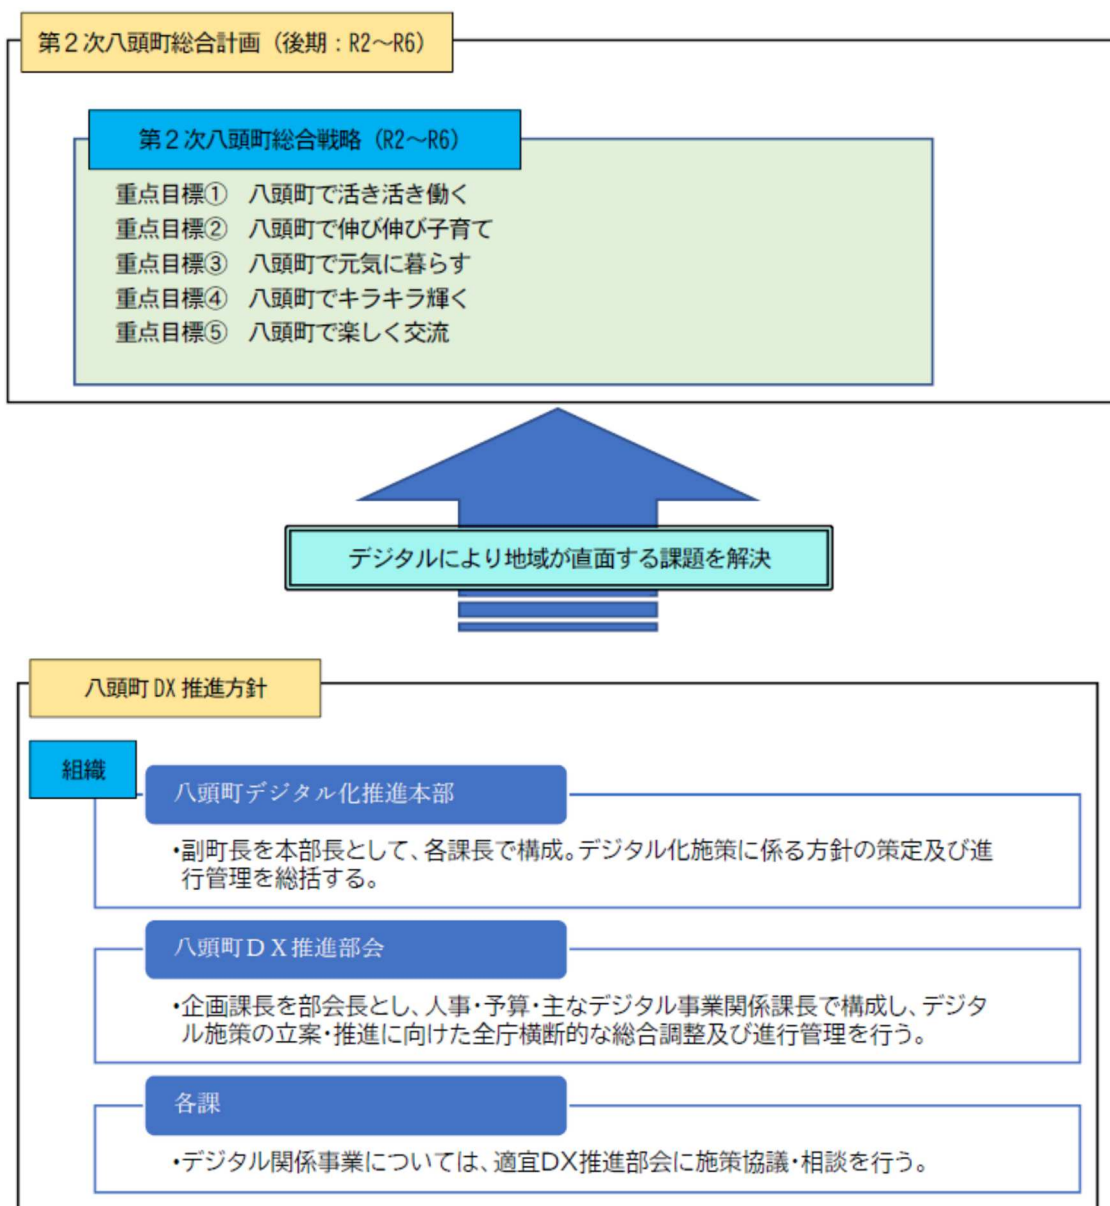 第2次八頭町総合計画（後期：R2～R6）
第2次八頭町総合戦略（R2～R6）
重点目標①　八頭町で活き活き働く
重点目標②　八頭町で伸び伸び子育て
重点目標③　八頭町で元気に暮らす
重点目標④　八頭町でキラキラ輝く
重点目標⑤　八頭町で楽しく交流
デジタルにより地域が直面する課題を解決
八頭町 DX 推進方針
組織
八頭町デジタル化推進本部
・副町長を本部長として、各課長で構成。デジタル化施策に係る方針の策定及び進
行管理を総括する。
八頭町ＤＸ推進部会
・企画課長を部会長とし、人事・予算・主なデジタル事業関係課長で構成し、デジタ
ル施策の立案・推進に向けた全庁横断的な総合調整及び進行管理を行う。
各課
・デジタル関係事業については、適宜DX推進部会に施策協議・相談を行う。